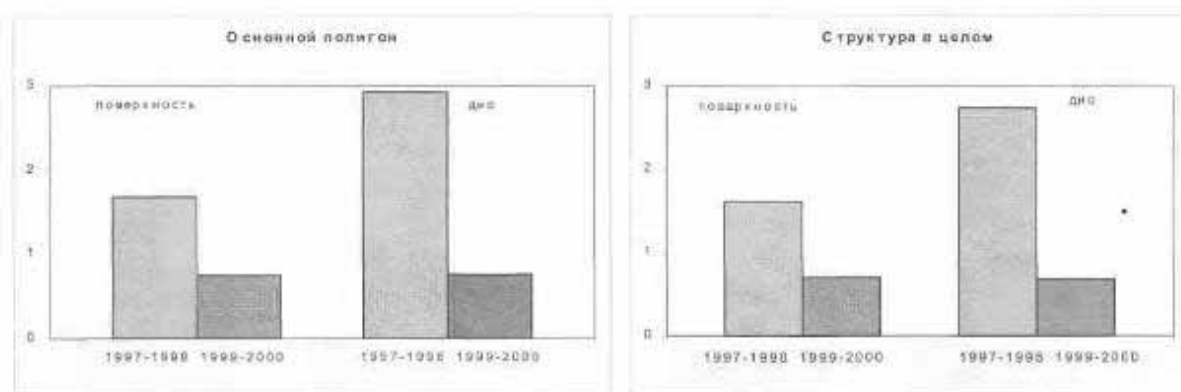 Основной полигон
3
поверхность
дно
2
1
0
1997-1998 1999-2000
1997-1998 1999-2000
Структура в целом
3
поверхность
дно
2
1
0
1997-1998 1999-2000
1997-1998 1999-2000